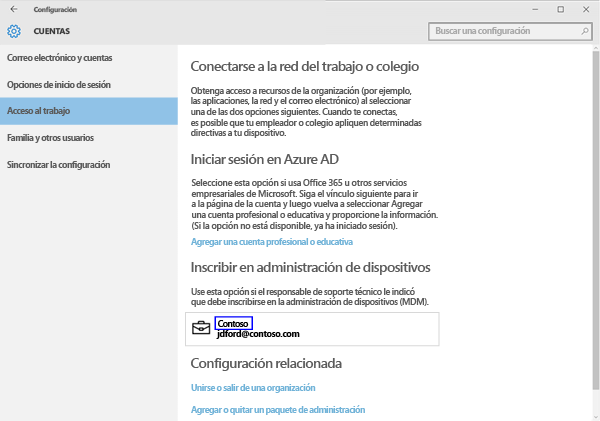 Configuración
CUENTAS
Buscar una configuración
Correo electrónico y cuentas
Opciones de inicio de sesión
Acceso al trabajo
Familia y otros usuarios
Sincronizar la configuración
Conectarse a la red del trabajo o colegio
Obtenga acceso a recursos de la organización (por ejemplo,
las aplicaciones, la red y el correo electrónico) al seleccionar
una de las dos opciones siguientes. Cuando te conectas,
es posible que tu empleador o colegio apliquen determinadas
directivas a tu dispositivo.
Iniciar sesión en Azure AD
Seleccione esta opción si usa Office 365 u otros servicios
empresariales de Microsoft. Siga el vínculo siguiente para ir
a la página de la cuenta y luego vuelva a seleccionar Agregar
una cuenta profesional o educativa y proporcione la información.
(Si la opción no está disponible, ya ha iniciado sesión).
Agregar una cuenta profesional o educativa
Inscribir en administración de dispositivos
Use esta opción si el responsable de soporte técnico le indicó
que debe inscribirse en la administración de dispositivos (MDM).
Contoso
jdford@contoso.com
Configuración relacionada
Unirse o salir de una organización
Agregar o quitar un paquete de administración